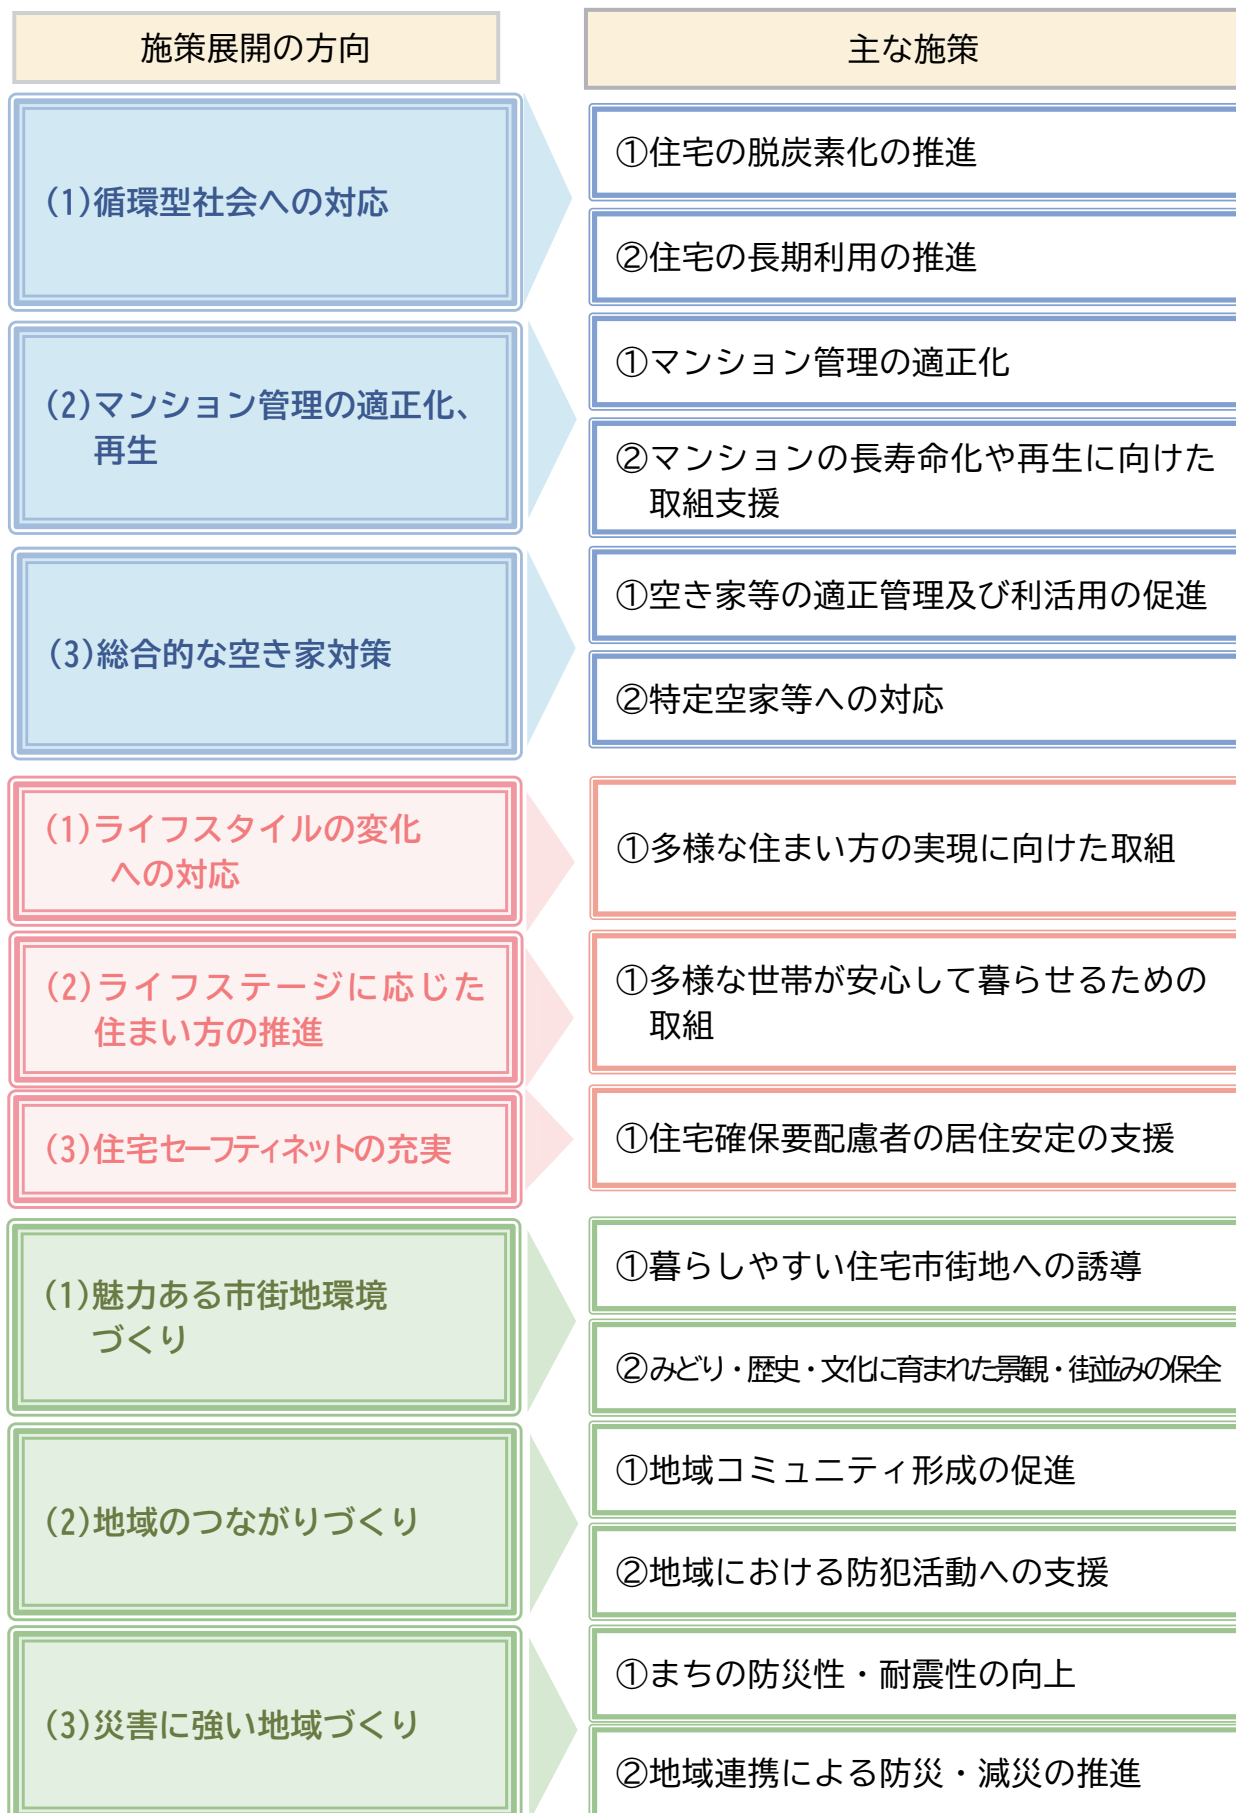 施策展開の方向
主な施策
(1)循環型社会への対応
①住宅の脱炭素化の推進
②住宅の長期利用の推進
(2)マンション管理の適正化、
再生
①マンション管理の適正化
②マンションの長寿命化や再生に向けた
取組支援
(3)総合的な空き家対策
①空き家等の適正管理及び利活用の促進
②特定空家等への対応
(1)ライフスタイルの変化
への対応
①多様な住まい方の実現に向けた取組
(2)ライフステージに応じた
住まい方の推進
①多様な世帯が安心して暮らせるための
取組
(3)住宅セーフティネットの充実
①住宅確保要配慮者の居住安定の支援
(1)魅力ある市街地環境
づくり
①暮らしやすい住宅市街地への誘導
②みどり・歴史・文化に育まれた景観・街並みの保全
(2)地域のつながりづくり
①地域コミュニティ形成の促進
②地域における防犯活動への支援
(3)災害に強い地域づくり
①まちの防災性・耐震性の向上
②地域連携による防災・減災の推進